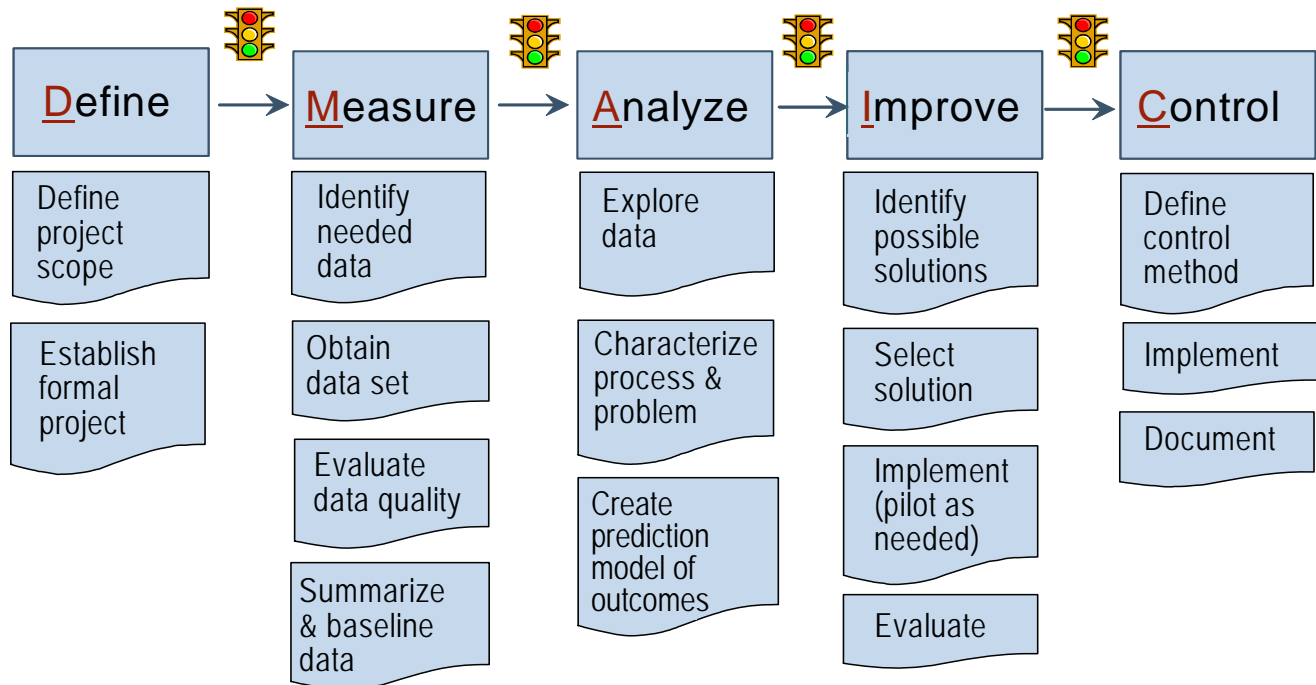 Define
Measure
Analyze
Improve
Control
Define
project
scope
Establish
formal
project
Identify
needed
data
Obtain
data set
Evaluate
data quality
Summarize
& baseline
data
Explore
data
Characterize
process &
problem
Create
prediction
model of
outcomes
Identify
possible
solutions
Select
solution
Implement
(pilot as
needed)
Evaluate
Define
control
method
Implement
Document